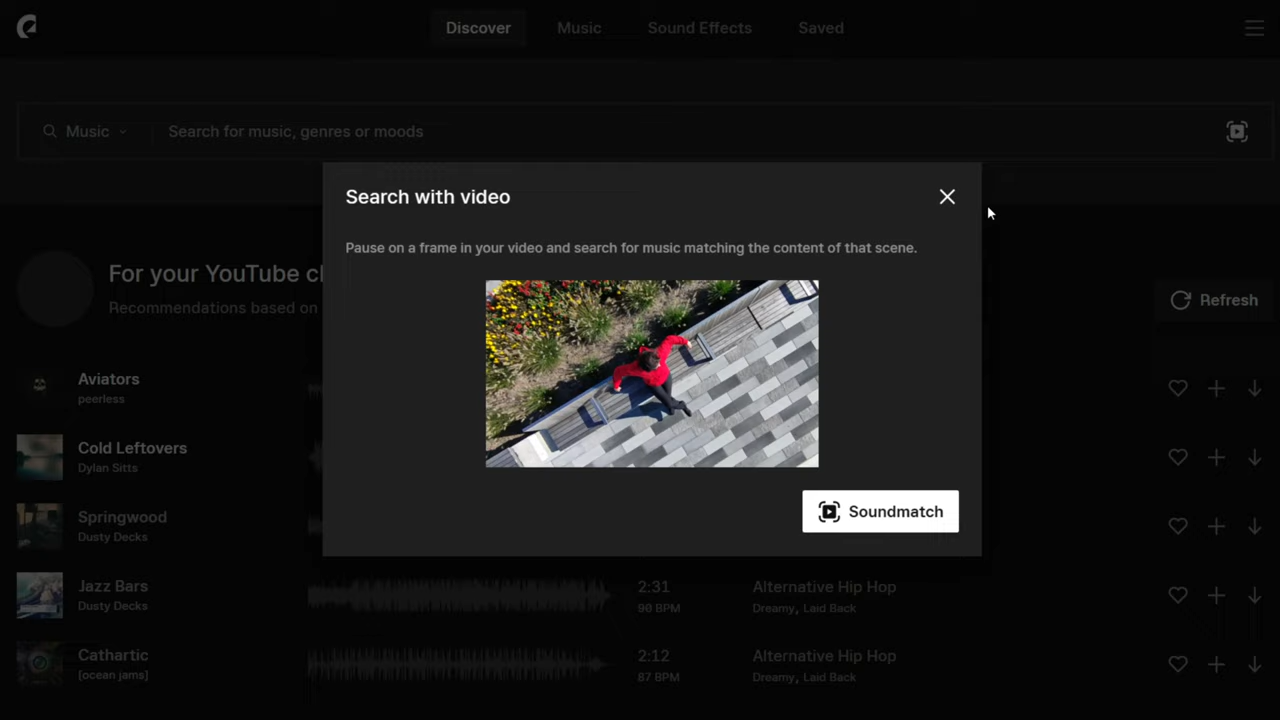 Discover Music Sound Effects Saved
Music Search for music, genres or moods
Search with video
Pause on a frame in your video and search for music matching the content of that scene.
For your YouTube cl
Recommendations based on
Refresh
Aviators
peerless
Cold Leftovers
Dylan Sitts
Soundmatch
Springwood
Dusty Decks
Jazz Bars 2:31 Alternative Hip Hop
Dusty Decks 90 BPM Dreamy, Laid Back
Cathartic 2:12 Alternative Hip Hop
[ocean jams] 87 BPM Dreamy, Laid Back